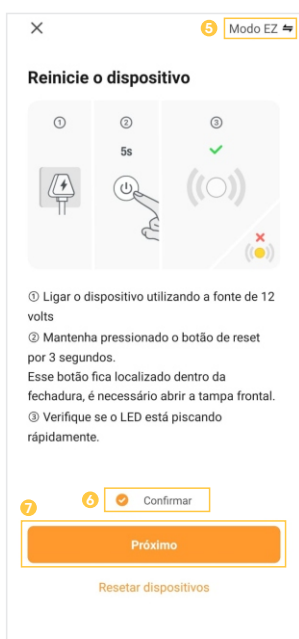 5 Modo EZ
Reinicie o dispositivo
① ② ③
5s
① Ligar o dispositivo utilizando a fonte de 12
volts
② Mantenha pressionado o botão de reset
por 3 segundos.
Esse botão fica localizado dentro da
fechadura, é necessário abrir a tampa frontal.
③ Verifique se o LED está piscando
rápidamente.
6 Confirmar
7
Próximo
Resetar dispositivos